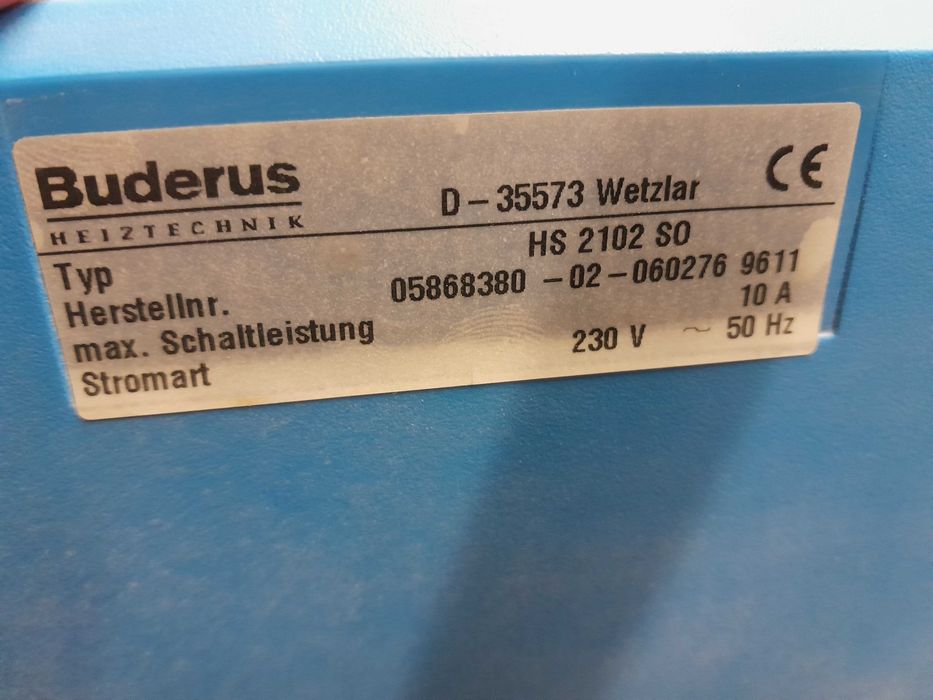 Buderus
HEIZTECHNIK
D-35573 Wetzlar CE
Typ HS 2102 SO
Herstellnr. 05868380 -02-060276 9611
max. Schaltleistung 10 A
Stromart 230 V ~ 50 Hz